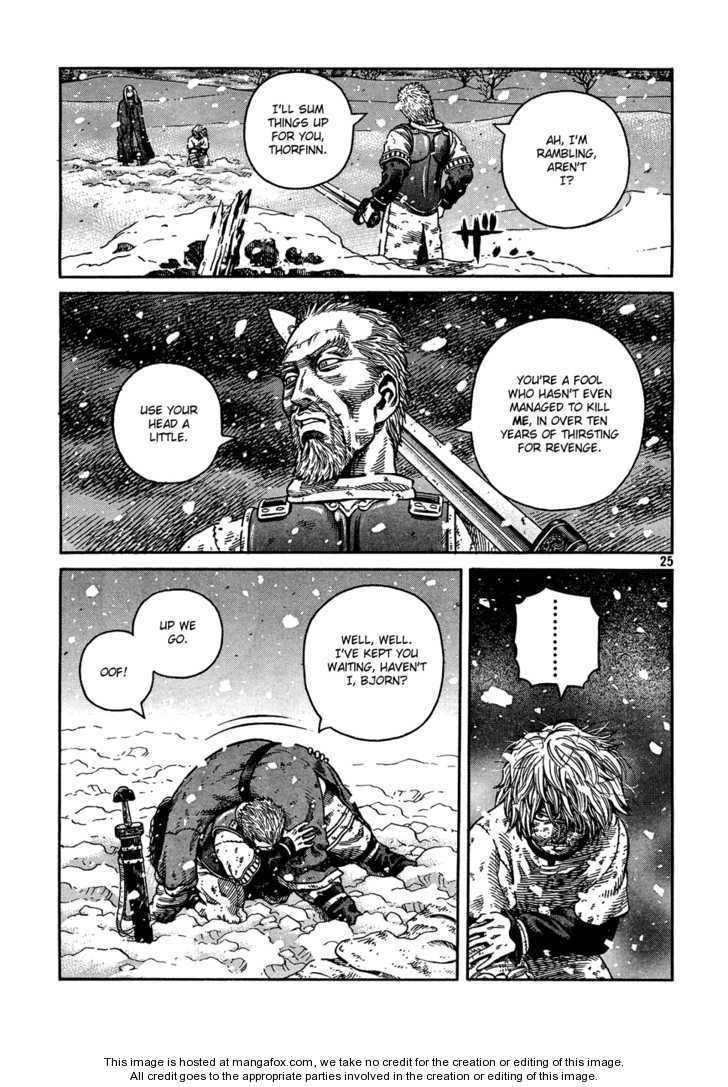 AH, I'M
RAMBLING,
AREN'T
I?
I'LL SUM
THINGS UP
FOR YOU,
THORFINN.
ザ
YOU'RE A FOOL
WHO HASN'T EVEN
MANAGED TO KILL
ME, IN OVER TEN
YEARS OF THIRSTING
FOR REVENGE.
USE YOUR
HEAD A
LITTLE.
25
..........
WELL, WELL.
I'VE KEPT YOU
WAITING, HAVEN'T
I, BJORN?
UP WE
GO.
OOF!
This image is hosted at mangafox.com, we take no credit for the creation or editing of this image.
All credit goes to the appropriate parties involved in the creation or editing of this image.